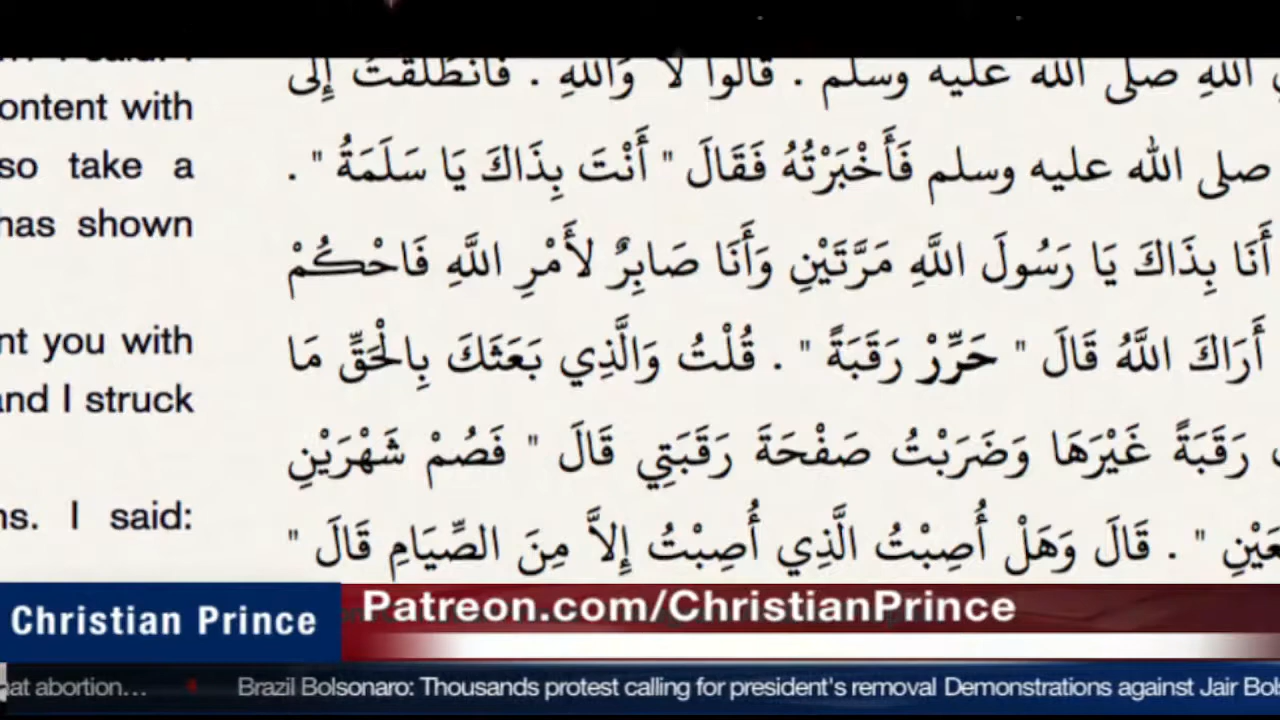 ontent with
so take a
has shown
nt you with
and I struck
ns. I said:
اللهِ صلى الله عليه وسلم . قَالُوا لاَ وَاللَّهِ . فَانْطَلَقْتُ إِلَى
صلى الله عليه وسلم فَأَخْبَرْتُهُ فَقَالَ " أَنْتَ بِذَاكَ يَا سَلَمَةُ " .
أَنَا بِذَاكَ يَا رَسُولَ اللَّهِ مَرَّتَيْنِ وَأَنَا صَابِرٌ لأَمْرِ اللَّهِ فَاحْكُمْ
أَرَاكَ اللَّهُ قَالَ " حَرِّرْ رَقَبَةً " . قُلْتُ وَالَّذِي بَعَثَكَ بِالْحَقِّ مَا
رَقَبَةً غَيْرَهَا وَضَرَبْتُ صَفْحَةَ رَقَبَتِي قَالَ " فَصُمْ شَهْرَيْنِ
عَيْنِ " . قَالَ وَهَلْ أُصِبْتُ الَّذِي أُصِبْتُ إِلاَّ مِنَ الصِّيَامِ قَالَ "
Christian Prince
Patreon.com/ChristianPrince
at abortion…
Brazil Bolsonaro: Thousands protest calling for president's removal Demonstrations against Jair Bol